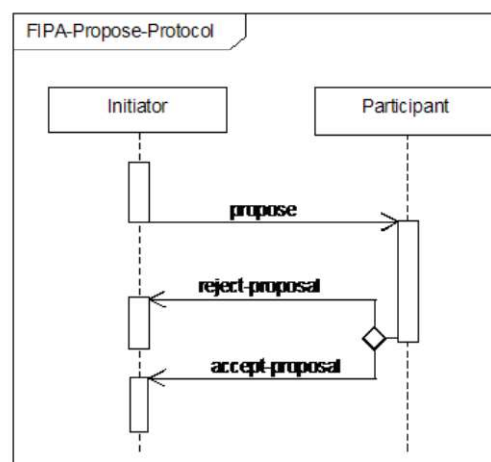 FIPA-Propose-Protocol
Initiator
Participant
propose
reject-proposal
accept-proposal